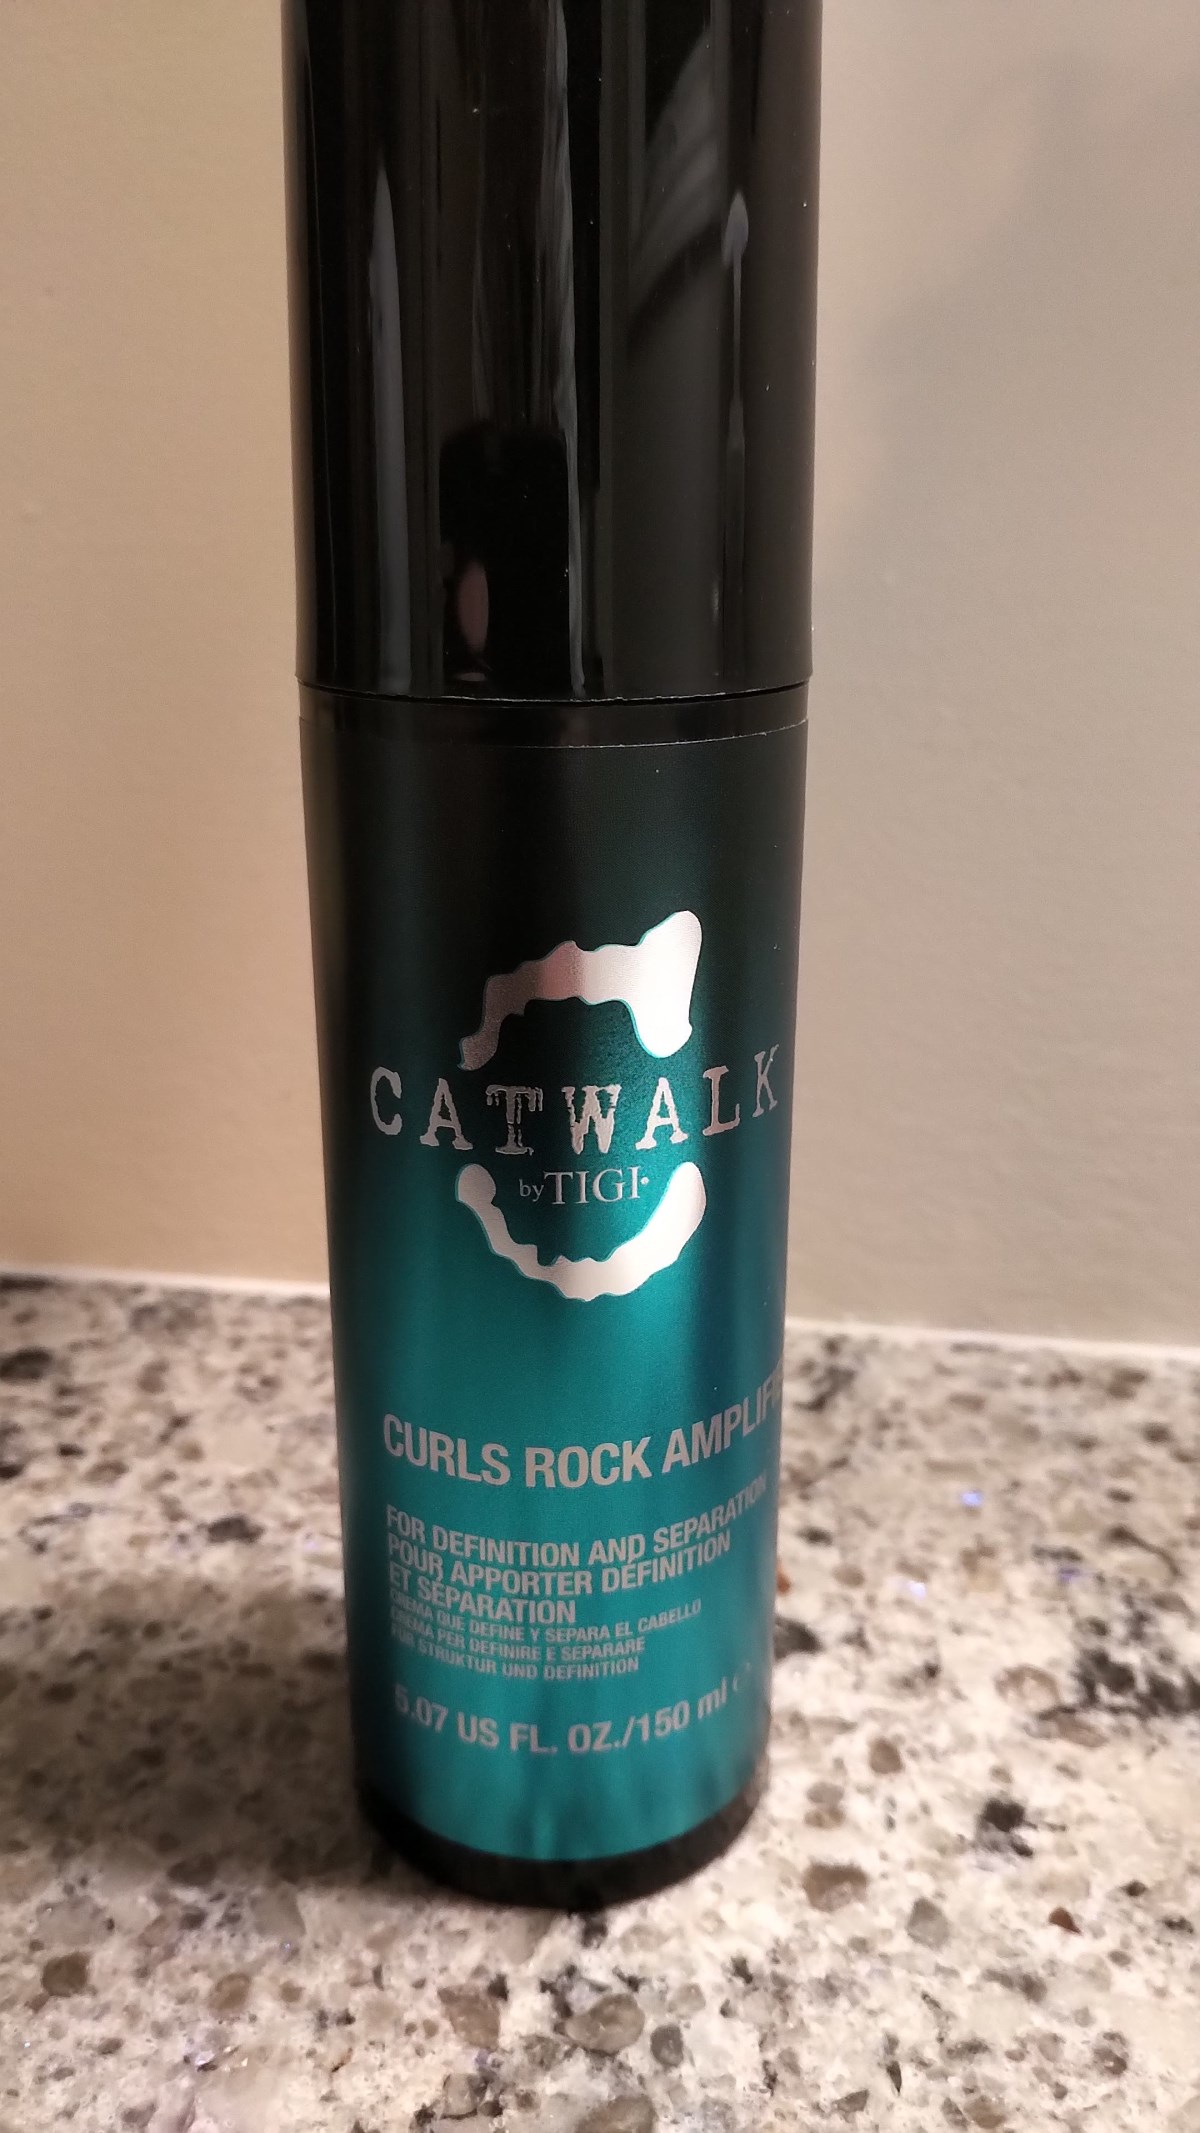 CATWALK
by TIGI
CURLS ROCK AMPLIFIE
FOR DEFINITION AND SEPARATION
POUR APPORTER DÉFINITION
ET SÉPARATION
CREMA QUE DEFINE Y SEPARA EL CABELLO
CREMA PER DEFINIRE E SEPARARE
FÜR STRUKTUR UND DEFINITION
5.07 US FL. OZ./150 ml e